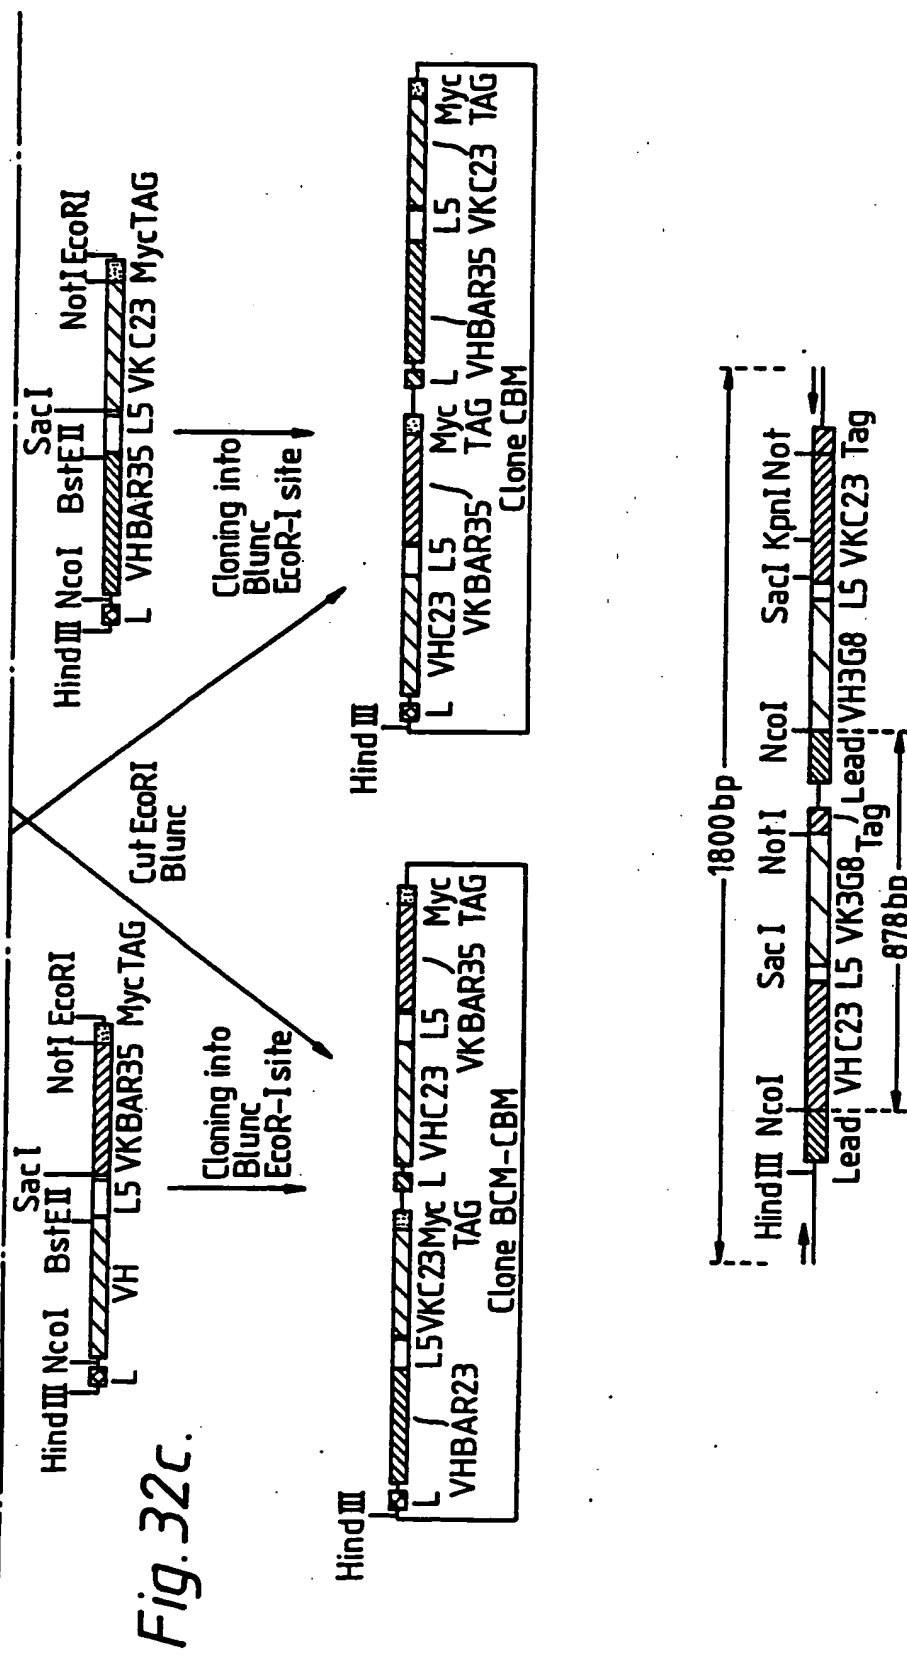 Fig.32c.
HindIII NcoI BstEII SacI NotI EcoRI
L VH L5 VKBAR35 MycTAG
HindIII NcoI BstEII SacI NotI EcoRI
L VHBAR35 L5 VKC23 MycTAG
Cloning into
Blunc
EcoR-I site
Cut EcoRI
Blunc
Cloning into
Blunc
EcoR-I site
HindIII
L VHBAR23 L5 VKC23 Myc TAG L VHC23 L5 VKBAR35 Myc TAG
Clone BCM-CBM
HindIII
L VHC23 L5 VKBAR35 Myc TAG L VHBAR35 L5 VKC23 Myc TAG
Clone CBM
1800bp
HindIII NcoI SacI NotI NcoI SacI KpnI Not
Lead VHC23 L5 VK3G8 Tag Lead VH3G8 L5 VKC23 Tag
878bp